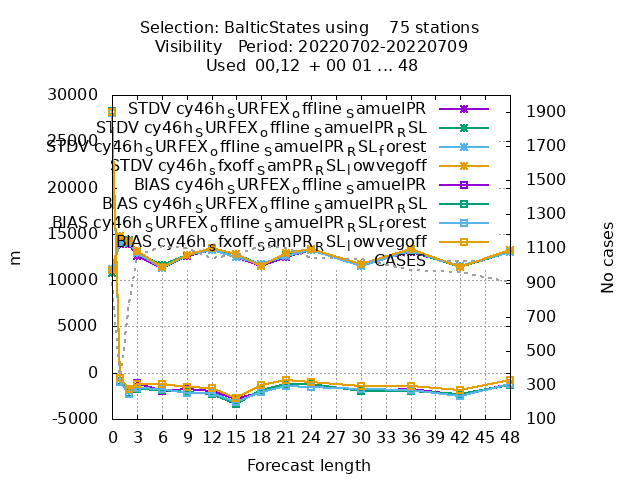 Selection: BalticStates using 75 stations
Visibility Period: 20220702-20220709
Used 00,12 + 00 01 ... 48
30000
25000
20000
15000
10000
5000
0
-5000
m
STDV cy46h_SURFEX_offline_samuelPR
STDV cy46h_SURFEX_offline_samuelPR_RSL
STDV cy46h_SURFEX_offline_samuelPR_RSL_forest
STDV cy46h_sfxoff_samPR_RSL_lowvegoff
BIAS cy46h_SURFEX_offline_samuelPR
BIAS cy46h_SURFEX_offline_samuelPR_RSL
BIAS cy46h_SURFEX_offline_samuelPR_RSL_forest
BIAS cy46h_sfxoff_samPR_RSL_lowvegoff
CASES
1900
1700
1500
1300
1100
900
700
500
300
100
No cases
0 3 6 9 12 15 18 21 24 27 30 33 36 39 42 45 48
Forecast length